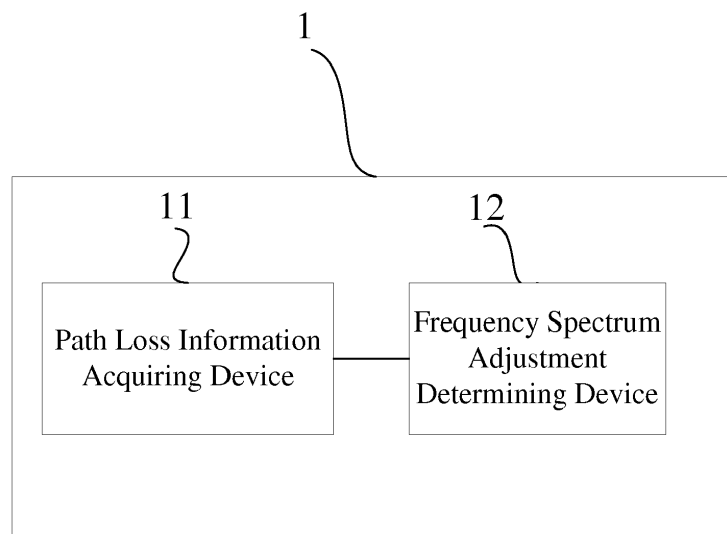 1
11
12
Path Loss Information
Acquiring Device
Frequency Spectrum
Adjustment
Determining Device